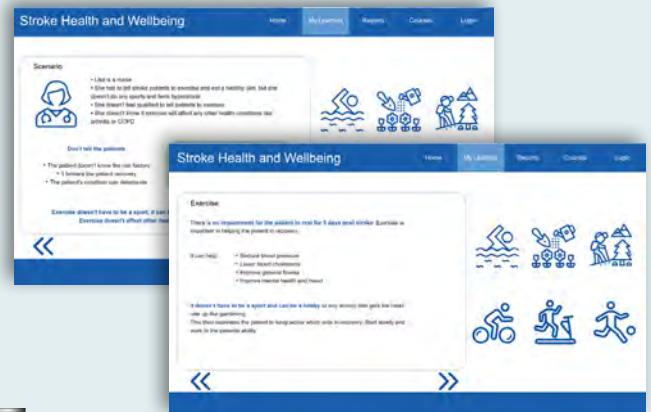 Stroke Health and Wellbeing
Home My Learning Reports Courses Login
Scenario
• Lisa is a nurse
• She has to tell stroke patients to exercise and eat a healthy diet, but she
doesn't do any sports and feels hypocritical
• She doesn't feel qualified to tell patients to exercise
• She doesn't know if exercise will affect any other health conditions like
arthritis or COPD
Don't tell the patients
• The patient doesn't know the risk factors
• It hinders the patient recovery
• The patient's condition can deteriorate
Exercise doesn't have to be a sport, it can
Exercise doesn't affect other
Stroke Health and Wellbeing
Home My Learning Reports Courses Login
Exercise
There is no requirement for the patient to rest for 5 days post stroke. Exercise is
important in helping the patient in recovery.
It can help:
• Reduce blood pressure
• Lower blood cholesterol
• Improve general fitness
• Improve mental health and mood
It doesn't have to be a sport and can be a hobby or any activity that gets the heart
rate up like gardening.
This then motivates the patient to keep active which aids in recovery. Start slowly and
work to the patients ability.